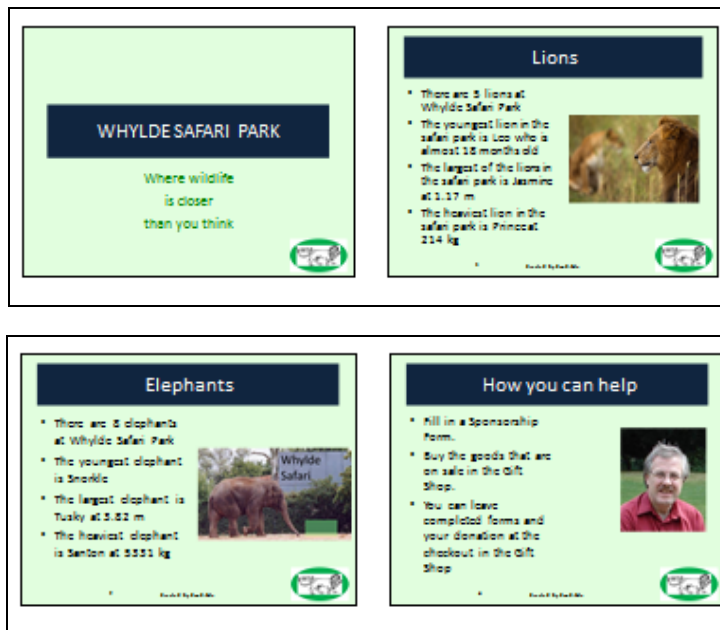 WHYLDE SAFARI PARK
Where wildlife
is closer
than you think
Lions
There are 5 lions at
Whylde Safari Park
The youngest lion in the
safari park is Leo who is
almost 18 months old
The largest of the lions in
the safari park is Jasmine
at 1.17 m
The heaviest lion in the
safari park is Prince at
214 kg
Elephants
There are 8 elephants
at Whylde Safari Park
The youngest elephant
is Snorkle
The largest elephant is
Tusky at 3.82 m
The heaviest elephant
is Santon at
kg
Whylde
Safari
How you can help
Fill in a Sponsorship
Form.
Buy the goods that are
on sale in the Gift
Shop.
You can leave
completed forms and
your donation at the
checkout in the Gift
Shop